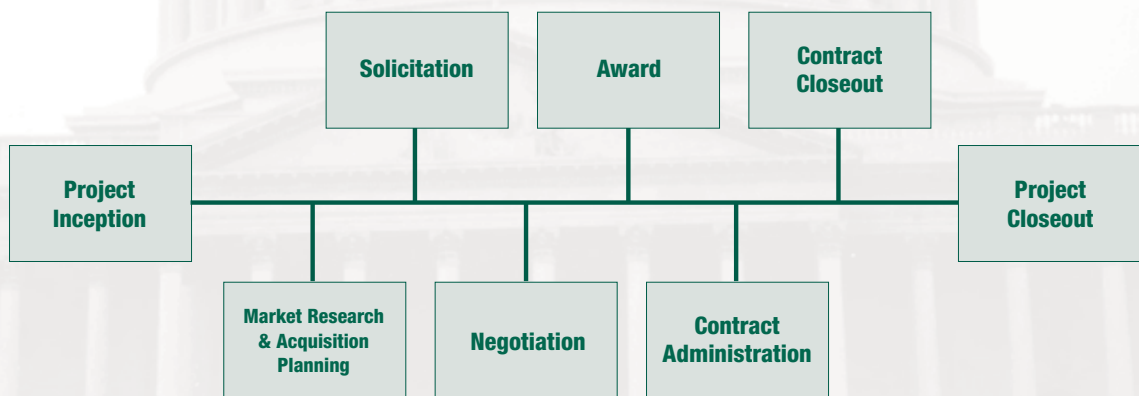 Solicitation
Award
Contract
Closeout
Project
Inception
Project
Closeout
Market Research
& Acquisition
Planning
Negotiation
Contract
Administration